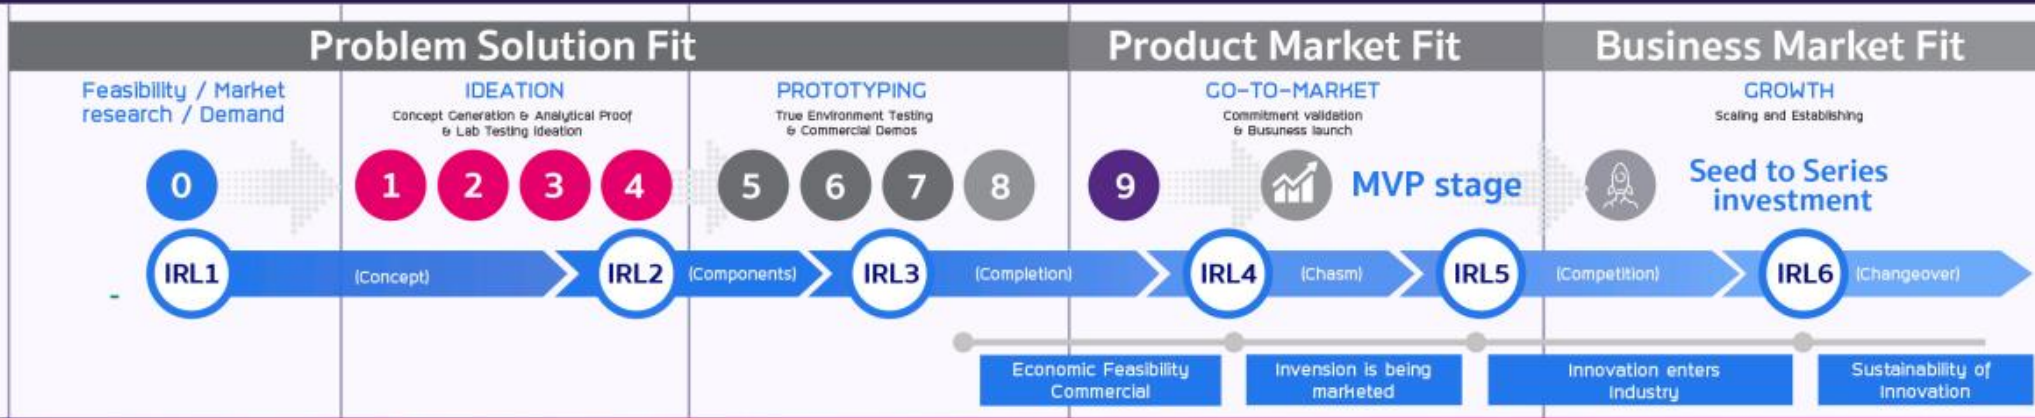 Problem Solution Fit
Product Market Fit
Business Market Fit
Feasibility / Market
research / Demand
IDEATION
Concept Generation & Analytical Proof
& Lab Testing Ideation
PROTOTYPING
True Environment Testing
& Commercial Demos
GO-TO-MARKET
Commitment validation
& Busuness launch
GROWTH
Scaling and Establishing
0
1
2
3
4
5
6
7
8
9
MVP stage
Seed to Series
investment
IRL1
(Concept)
IRL2
(Components)
IRL3
(Completion)
IRL4
(Chasm)
IRL5
(Competition)
IRL6
(Changeover)
Economic Feasibility
Commercial
Invension is being
marketed
Innovation enters
Industry
Sustainability of
Innovation